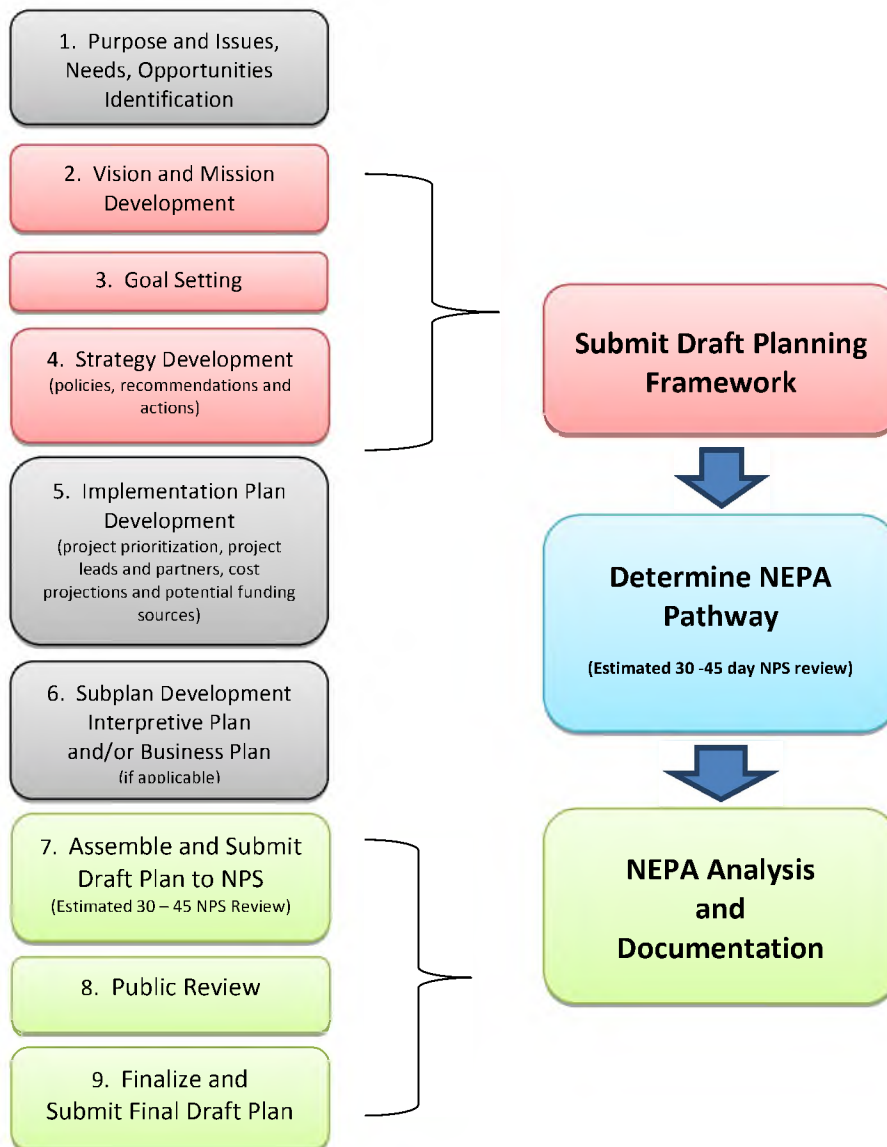 1. Purpose and Issues,
Needs, Opportunities
Identification
2. Vision and Mission
Development
3. Goal Setting
4. Strategy Development
(policies, recommendations and
actions)
5. Implementation Plan
Development
(project prioritization, project
leads and partners, cost
projections and potential funding
sources)
6. Subplan Development
Interpretive Plan
and/or Business Plan
(if applicable)
7. Assemble and Submit
Draft Plan to NPS
(Estimated 30 – 45 NPS Review)
8. Public Review
9. Finalize and
Submit Final Draft Plan
Submit Draft Planning
Framework
Determine NEPA
Pathway
(Estimated 30 -45 day NPS review)
NEPA Analysis
and
Documentation